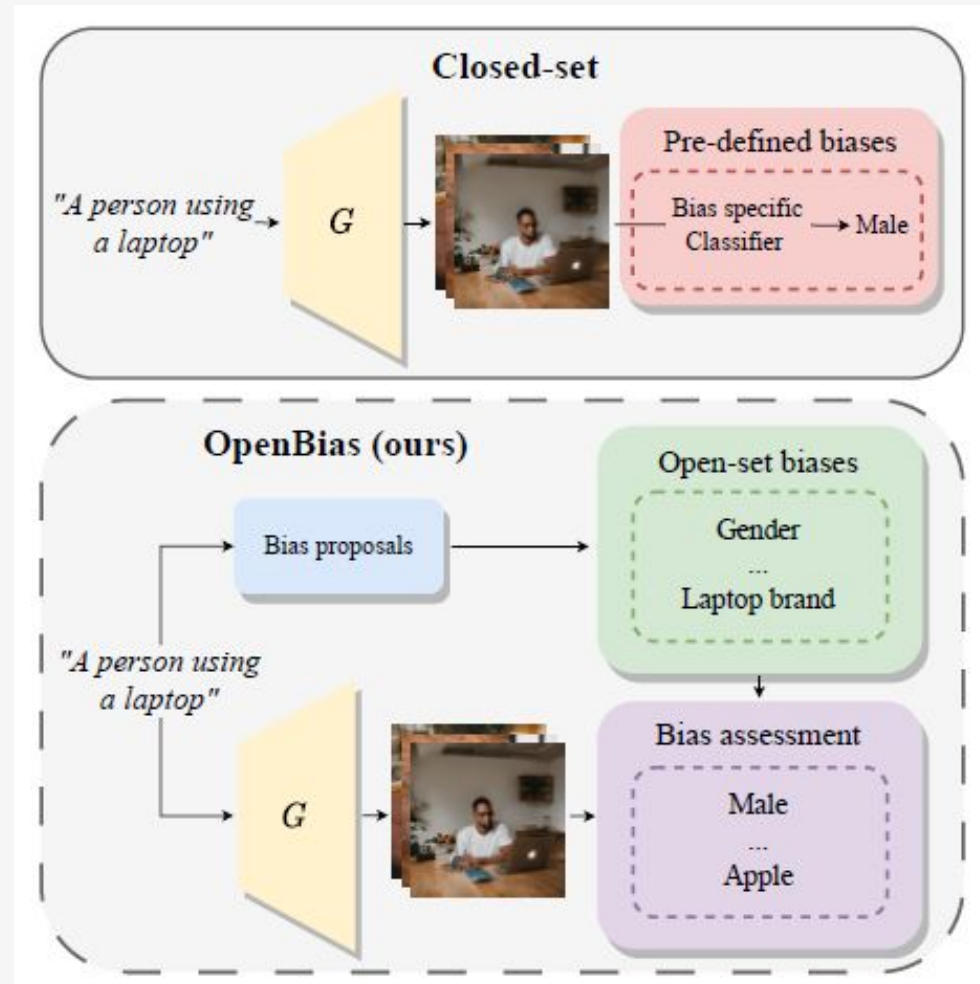 Closed-set
Pre-defined biases
"A person using
a laptop"
G
Bias specific
Classifier
Male
OpenBias (ours)
Open-set biases
Bias proposals
Gender
...
Laptop brand
"A person using
a laptop"
G
Bias assessment
Male
...
Apple